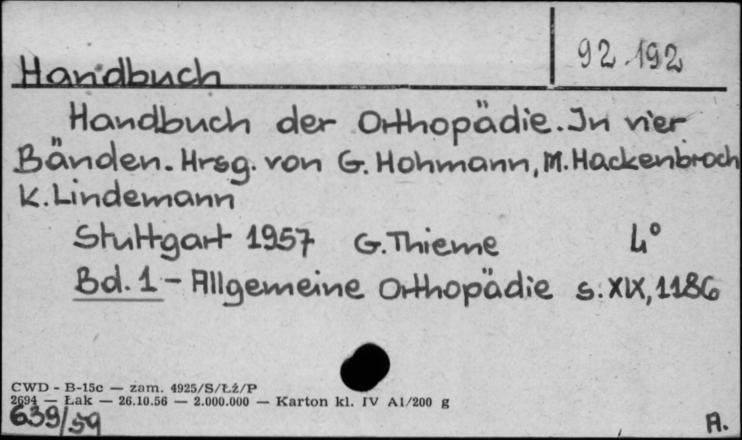 92.192
Handbuch
Handbuch der Orthopädie. In vier
Bänden. Hrsg. von G. Hohmann, M. Hackenbroch
K. Lindemann
Stuttgart 1957 G. Thieme 4°
Bd. 1 - Allgemeine Orthopädie s. XIX, 1186
CWD - B-15c — zam. 4925/S/Łż/P
2694 — Łak — 26.10.56 — 2.000.000 — Karton kl. IV A1/200 g
639/59
A.